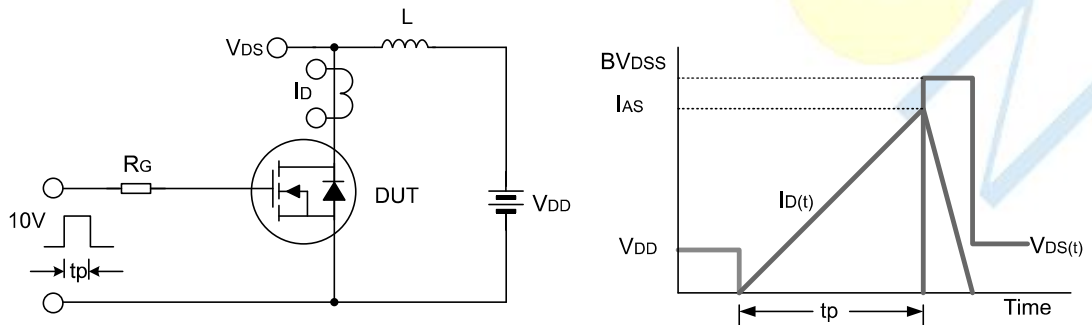 VDS
L
ID
RG
DUT
VDD
10V
tp
BVDSS
IAS
ID(t)
VDD
VDS(t)
tp
Time